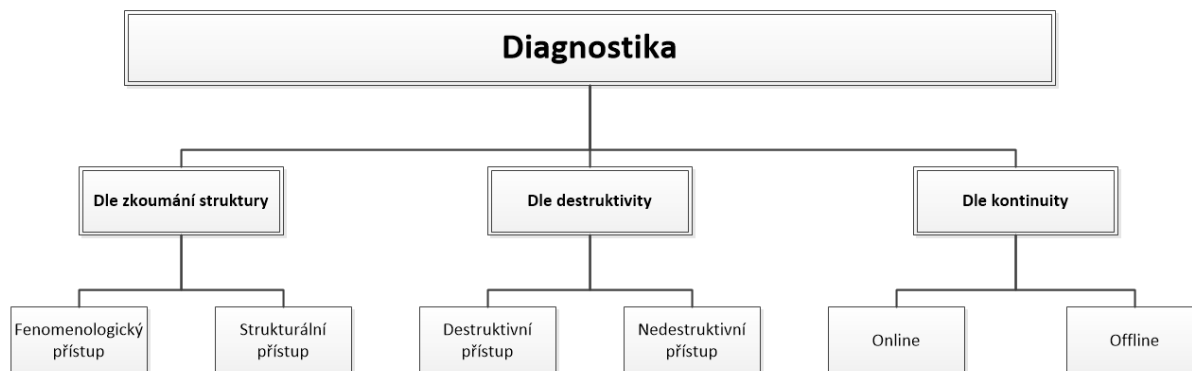 Diagnostika
Dle zkoumání struktury
Dle destruktivity
Dle kontinuity
Fenomenologický
přístup
Strukturální
přístup
Destruktivní
přístup
Nedestruktivní
přístup
Online
Offline